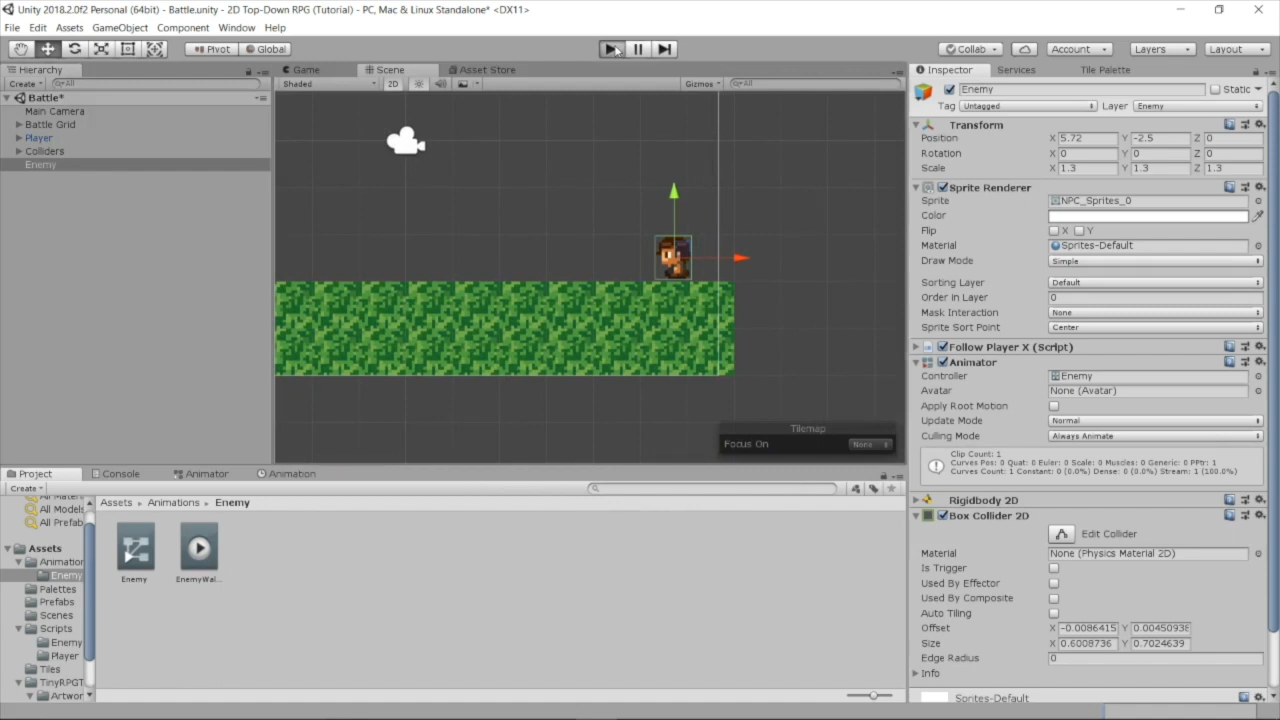 Unity 2018.2.0f2 Personal (64bit) - Battle.unity - 2D Top-Down RPG (Tutorial) - PC, Mac & Linux Standalone* <DX11>
File Edit Assets GameObject Component Window Help
Pivot Global Collab Account Layers Layout
Hierarchy
Create All
Battle*
Main Camera
Battle Grid
Player
Colliders
Enemy
Game Scene Asset Store
Shaded 2D Gizmos All
Tilemap
Focus On None
Inspector Services Tile Palette
Enemy Static
Tag Untagged Layer Enemy
Transform
Position X 5.72 Y -2.5 Z 0
Rotation X 0 Y 0 Z 0
Scale X 1.3 Y 1.3 Z 1.3
Sprite Renderer
Sprite NPC_Sprites_0
Color
Flip X Y
Material Sprites-Default
Draw Mode Simple
Sorting Layer Default
Order in Layer 0
Mask Interaction None
Sprite Sort Point Center
Follow Player X (Script)
Animator
Controller Enemy
Avatar None (Avatar)
Apply Root Motion
Update Mode Normal
Culling Mode Always Animate
Clip Count: 1
Curves Pos: 0 Quat: 0 Euler: 0 Scale: 0 Muscles: 0 Generic: 0 PPtr: 1
Curves Count: 1 Constant: 0 (0.0%) Dense: 0 (0.0%) Stream: 1 (100.0%)
Rigidbody 2D
Box Collider 2D
Edit Collider
Material None (Physics Material 2D)
Is Trigger
Used By Effector
Used By Composite
Auto Tiling
Offset X -0.0086415 Y 0.00450938
Size X 0.6008736 Y 0.7024639
Edge Radius 0
Info
Sprites-Default
Project Console Animator Animation
Create
All Materi
All Models
All Prefab
Assets
Animation
Enemy
Palettes
Prefabs
Scenes
Scripts
Enemy
Player
Tiles
TinyRPGT
Artwor
Assets Animations Enemy
Enemy EnemyWal...